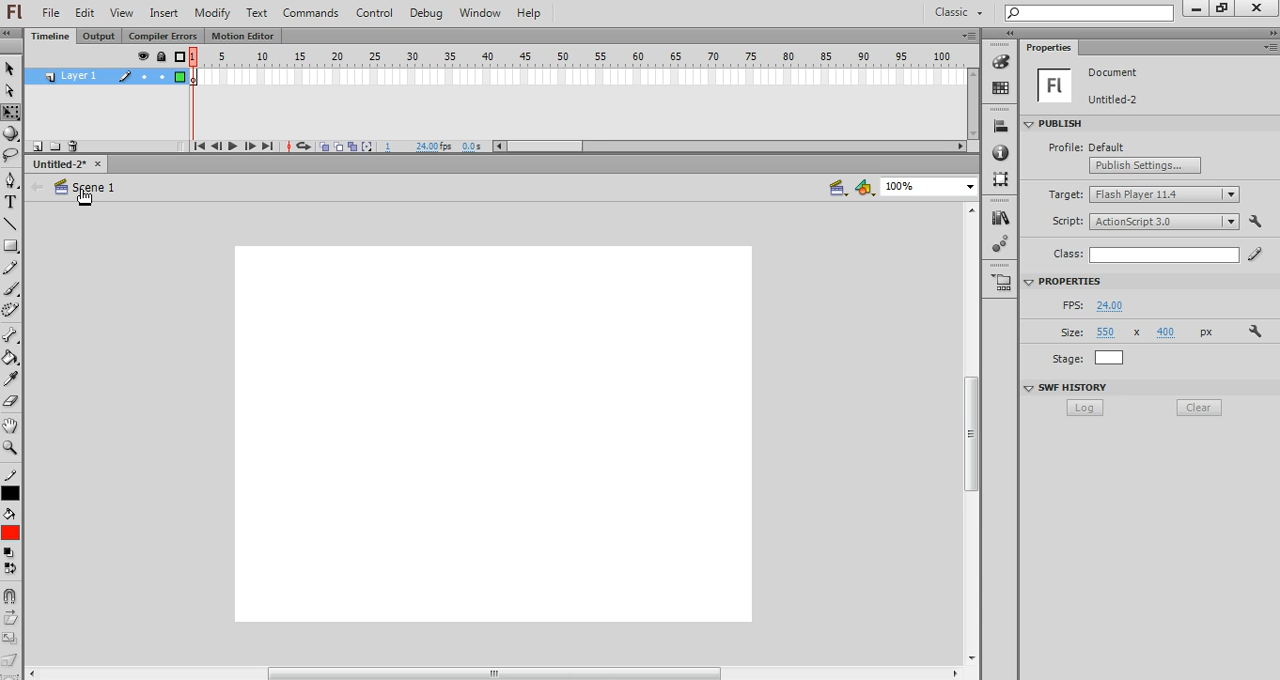 Fl File Edit View Insert Modify Text Commands Control Debug Window Help Classic
Timeline Output Compiler Errors Motion Editor
1 5 10 15 20 25 30 35 40 45 50 55 60 65 70 75 80 85 90 95 100
Layer 1
1 24.00 fps 0.0 s
Untitled-2* ×
Scene 1 100%
Properties
Fl
Document
Untitled-2
PUBLISH
Profile: Default
Publish Settings...
Target: Flash Player 11.4
Script: ActionScript 3.0
Class:
PROPERTIES
FPS: 24.00
Size: 550 x 400 px
Stage:
SWF HISTORY
Log Clear